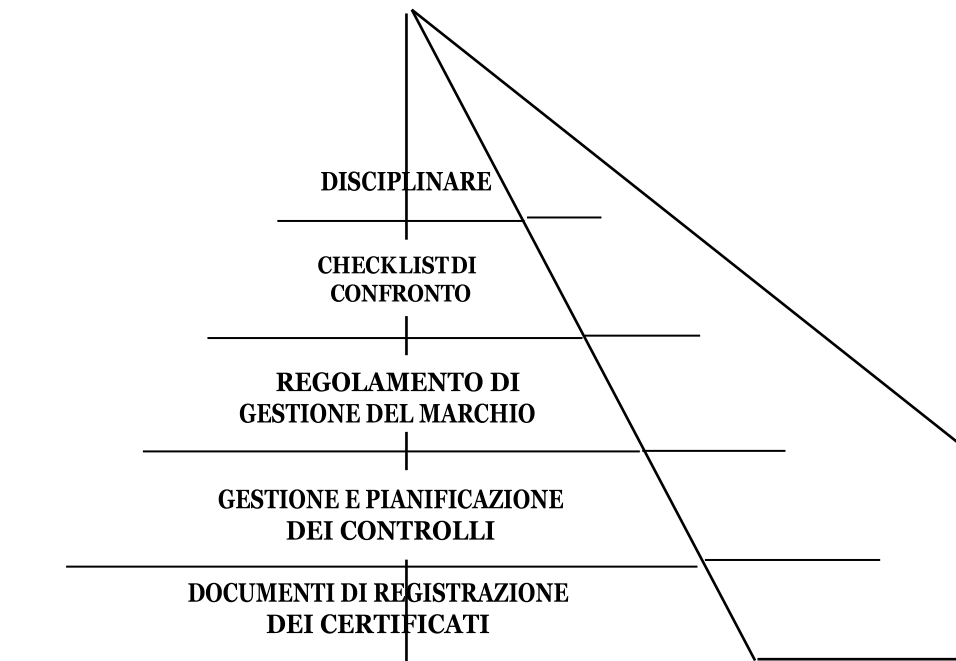 DISCIPLINARE
CHECKLIST DI
CONFRONTO
REGOLAMENTO DI
GESTIONE DEL MARCHIO
GESTIONE E PIANIFICAZIONE
DEI CONTROLLI
DOCUMENTI DI REGISTRAZIONE
DEI CERTIFICATI